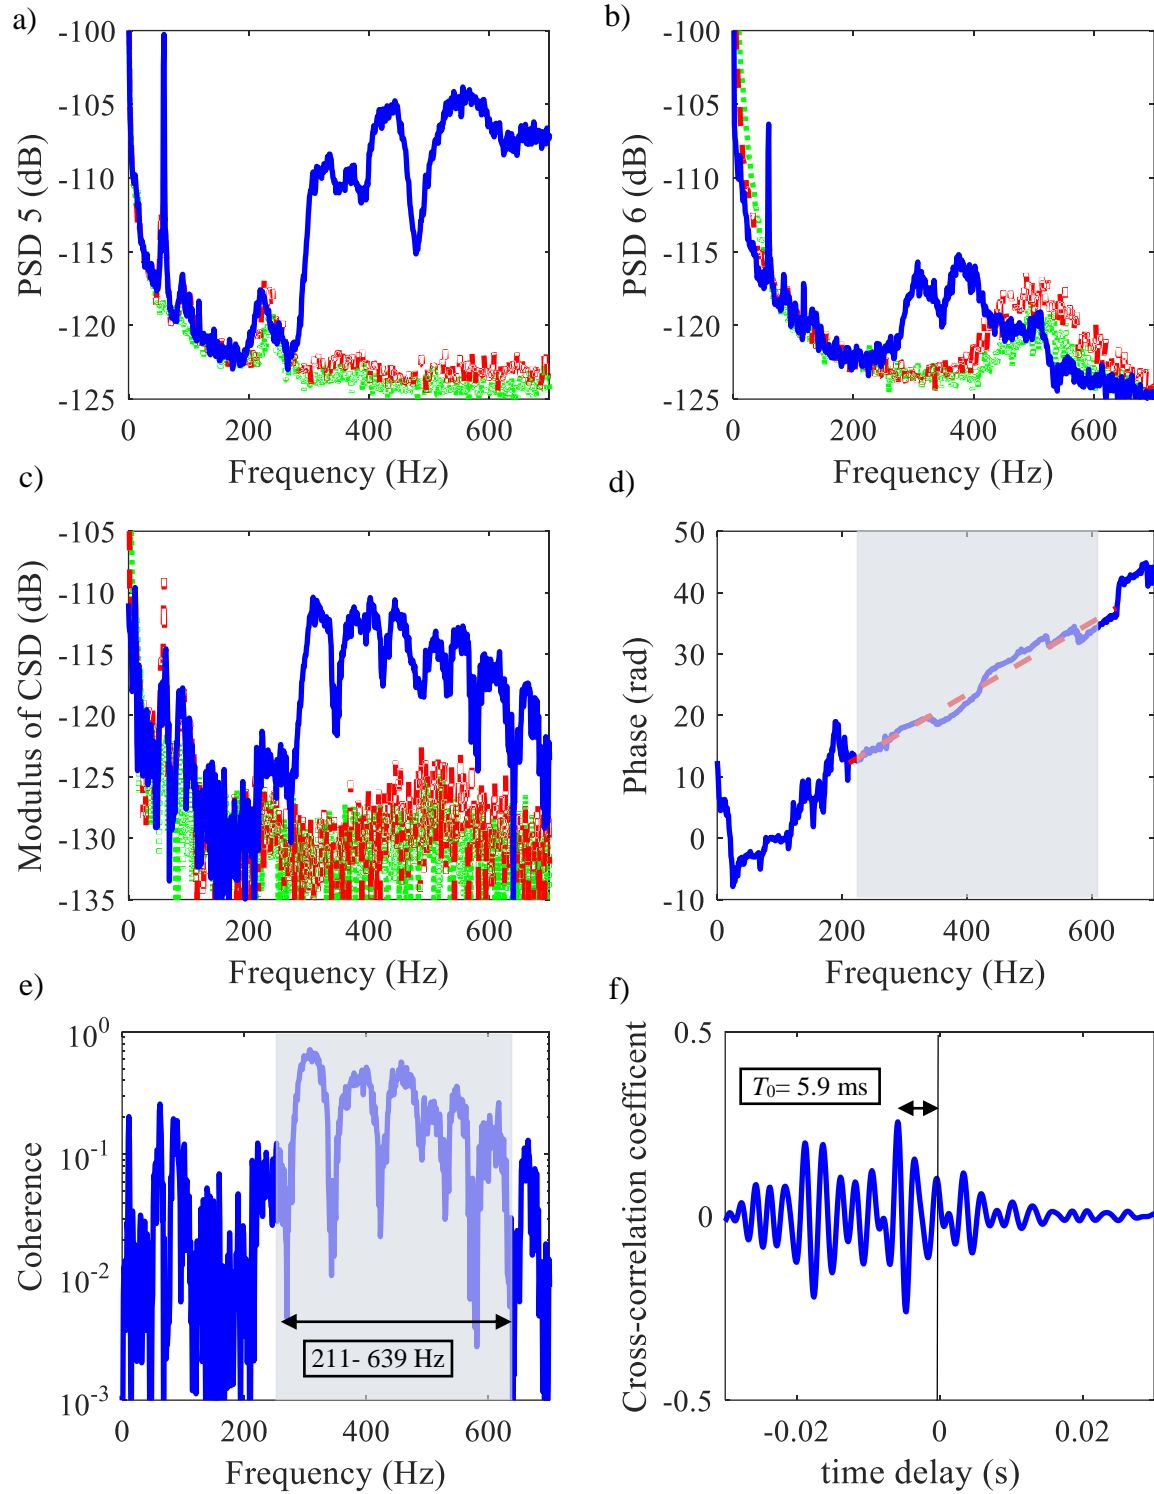 a)
-100
-105
-110
-115
-120
-125
PSD 5 (dB)
0 200 400 600
Frequency (Hz)
b)
-100
-105
-110
-115
-120
-125
PSD 6 (dB)
0 200 400 600
Frequency (Hz)
c)
-105
-110
-115
-120
-125
-130
-135
Modulus of CSD (dB)
0 200 400 600
Frequency (Hz)
d)
50
40
30
20
10
0
-10
Phase (rad)
0 200 400 600
Frequency (Hz)
e)
10^0
10^-1
10^-2
10^-3
Coherence
211- 639 Hz
0 200 400 600
Frequency (Hz)
f)
0.5
0
-0.5
Cross-correlation coefficent
T0= 5.9 ms
-0.02 0 0.02
time delay (s)